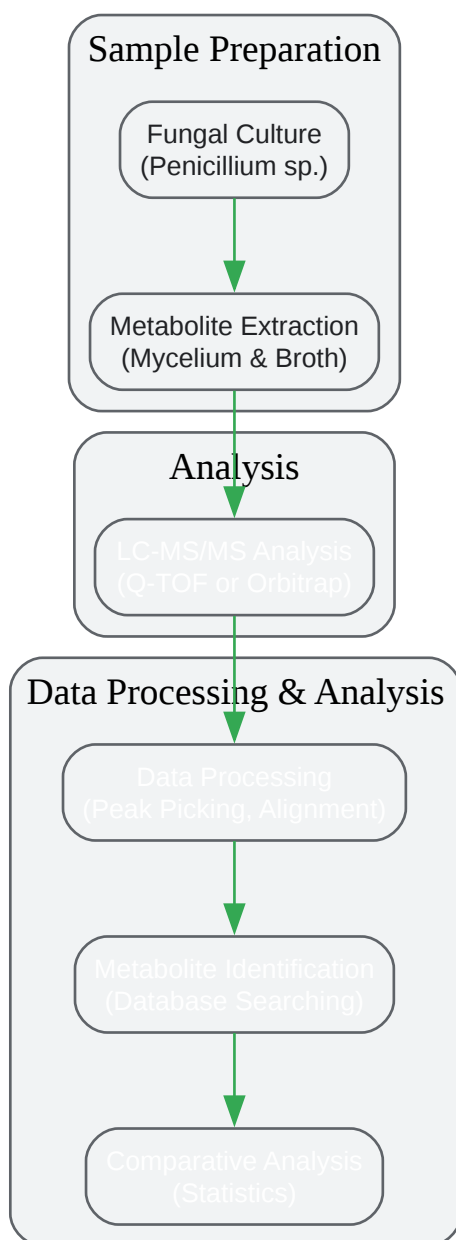 Sample Preparation
Fungal Culture
(Penicillium sp.)
Metabolite Extraction
(Mycelium & Broth)
Analysis
LC-MS/MS Analysis
(Q-TOF or Orbitrap)
Data Processing & Analysis
Data Processing
(Peak Picking, Alignment)
Metabolite Identification
(Database Searching)
Comparative Analysis
(Statistics)